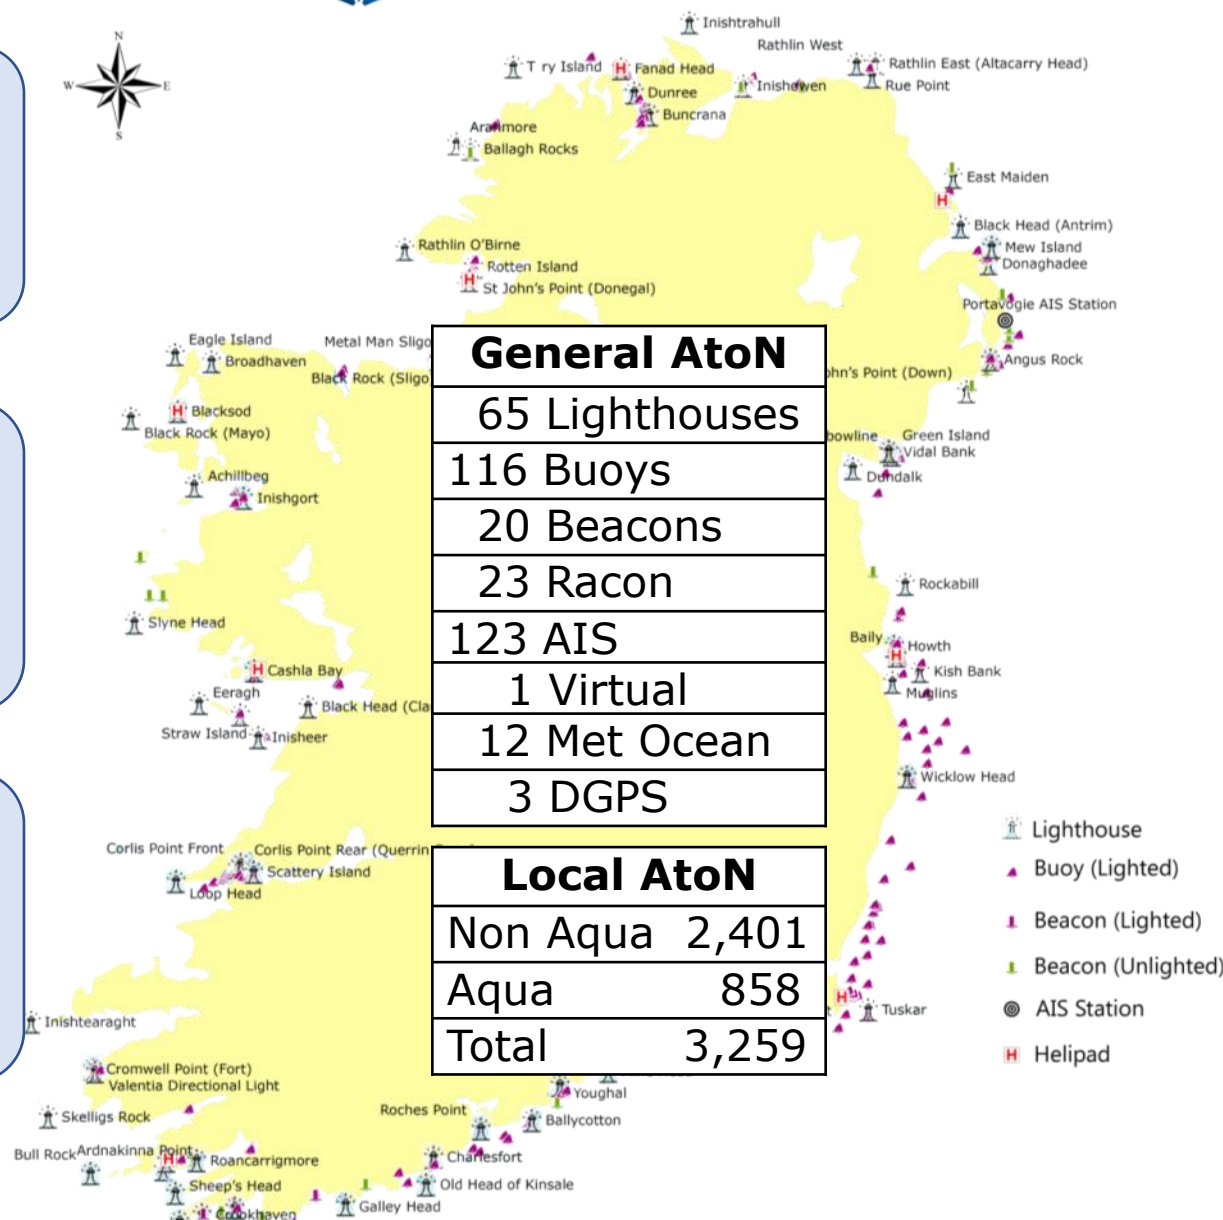 N
W E
S
Inishtrahull
Rathlin West
T ry Island
Fanad Head
Rathlin East (Altacarry Head)
Dunree
Inishowen
Rue Point
Buncrana
Aranmore
Ballagh Rocks
East Maiden
Black Head (Antrim)
Rathlin O'Birne
Mew Island
Rotten Island
Donaghadee
St John's Point (Donegal)
Portavogie AIS Station
Eagle Island
Metal Man Sligo
Broadhaven
Angus Rock
Black Rock (Sligo
ohn's Point (Down)
Blacksod
Black Rock (Mayo)
bowline
Green Island
Vidal Bank
Achillbeg
Dundalk
Inishgort
General AtoN
65 Lighthouses
116 Buoys
20 Beacons
23 Racon
123 AIS
1 Virtual
12 Met Ocean
3 DGPS
Rockabill
Slyne Head
Baily
Howth
Cashla Bay
Kish Bank
Eeragh
Muglins
Black Head (Cla
Straw Island
Inisheer
Wicklow Head
Corlis Point Front
Corlis Point Rear (Querrin
Scattery Island
Loop Head
Local AtoN
Non Aqua 2,401
Aqua 858
Total 3,259
Lighthouse
Buoy (Lighted)
Beacon (Lighted)
Beacon (Unlighted)
AIS Station
Helipad
Tuskar
Inishtearaght
Cromwell Point (Fort)
Valentia Directional Light
Youghal
Skelligs Rock
Roches Point
Ballycotton
Bull Rock
Ardnakinna Point
Roancarrigmore
Charlesfort
Sheep's Head
Old Head of Kinsale
Galley Head
Crookhaven